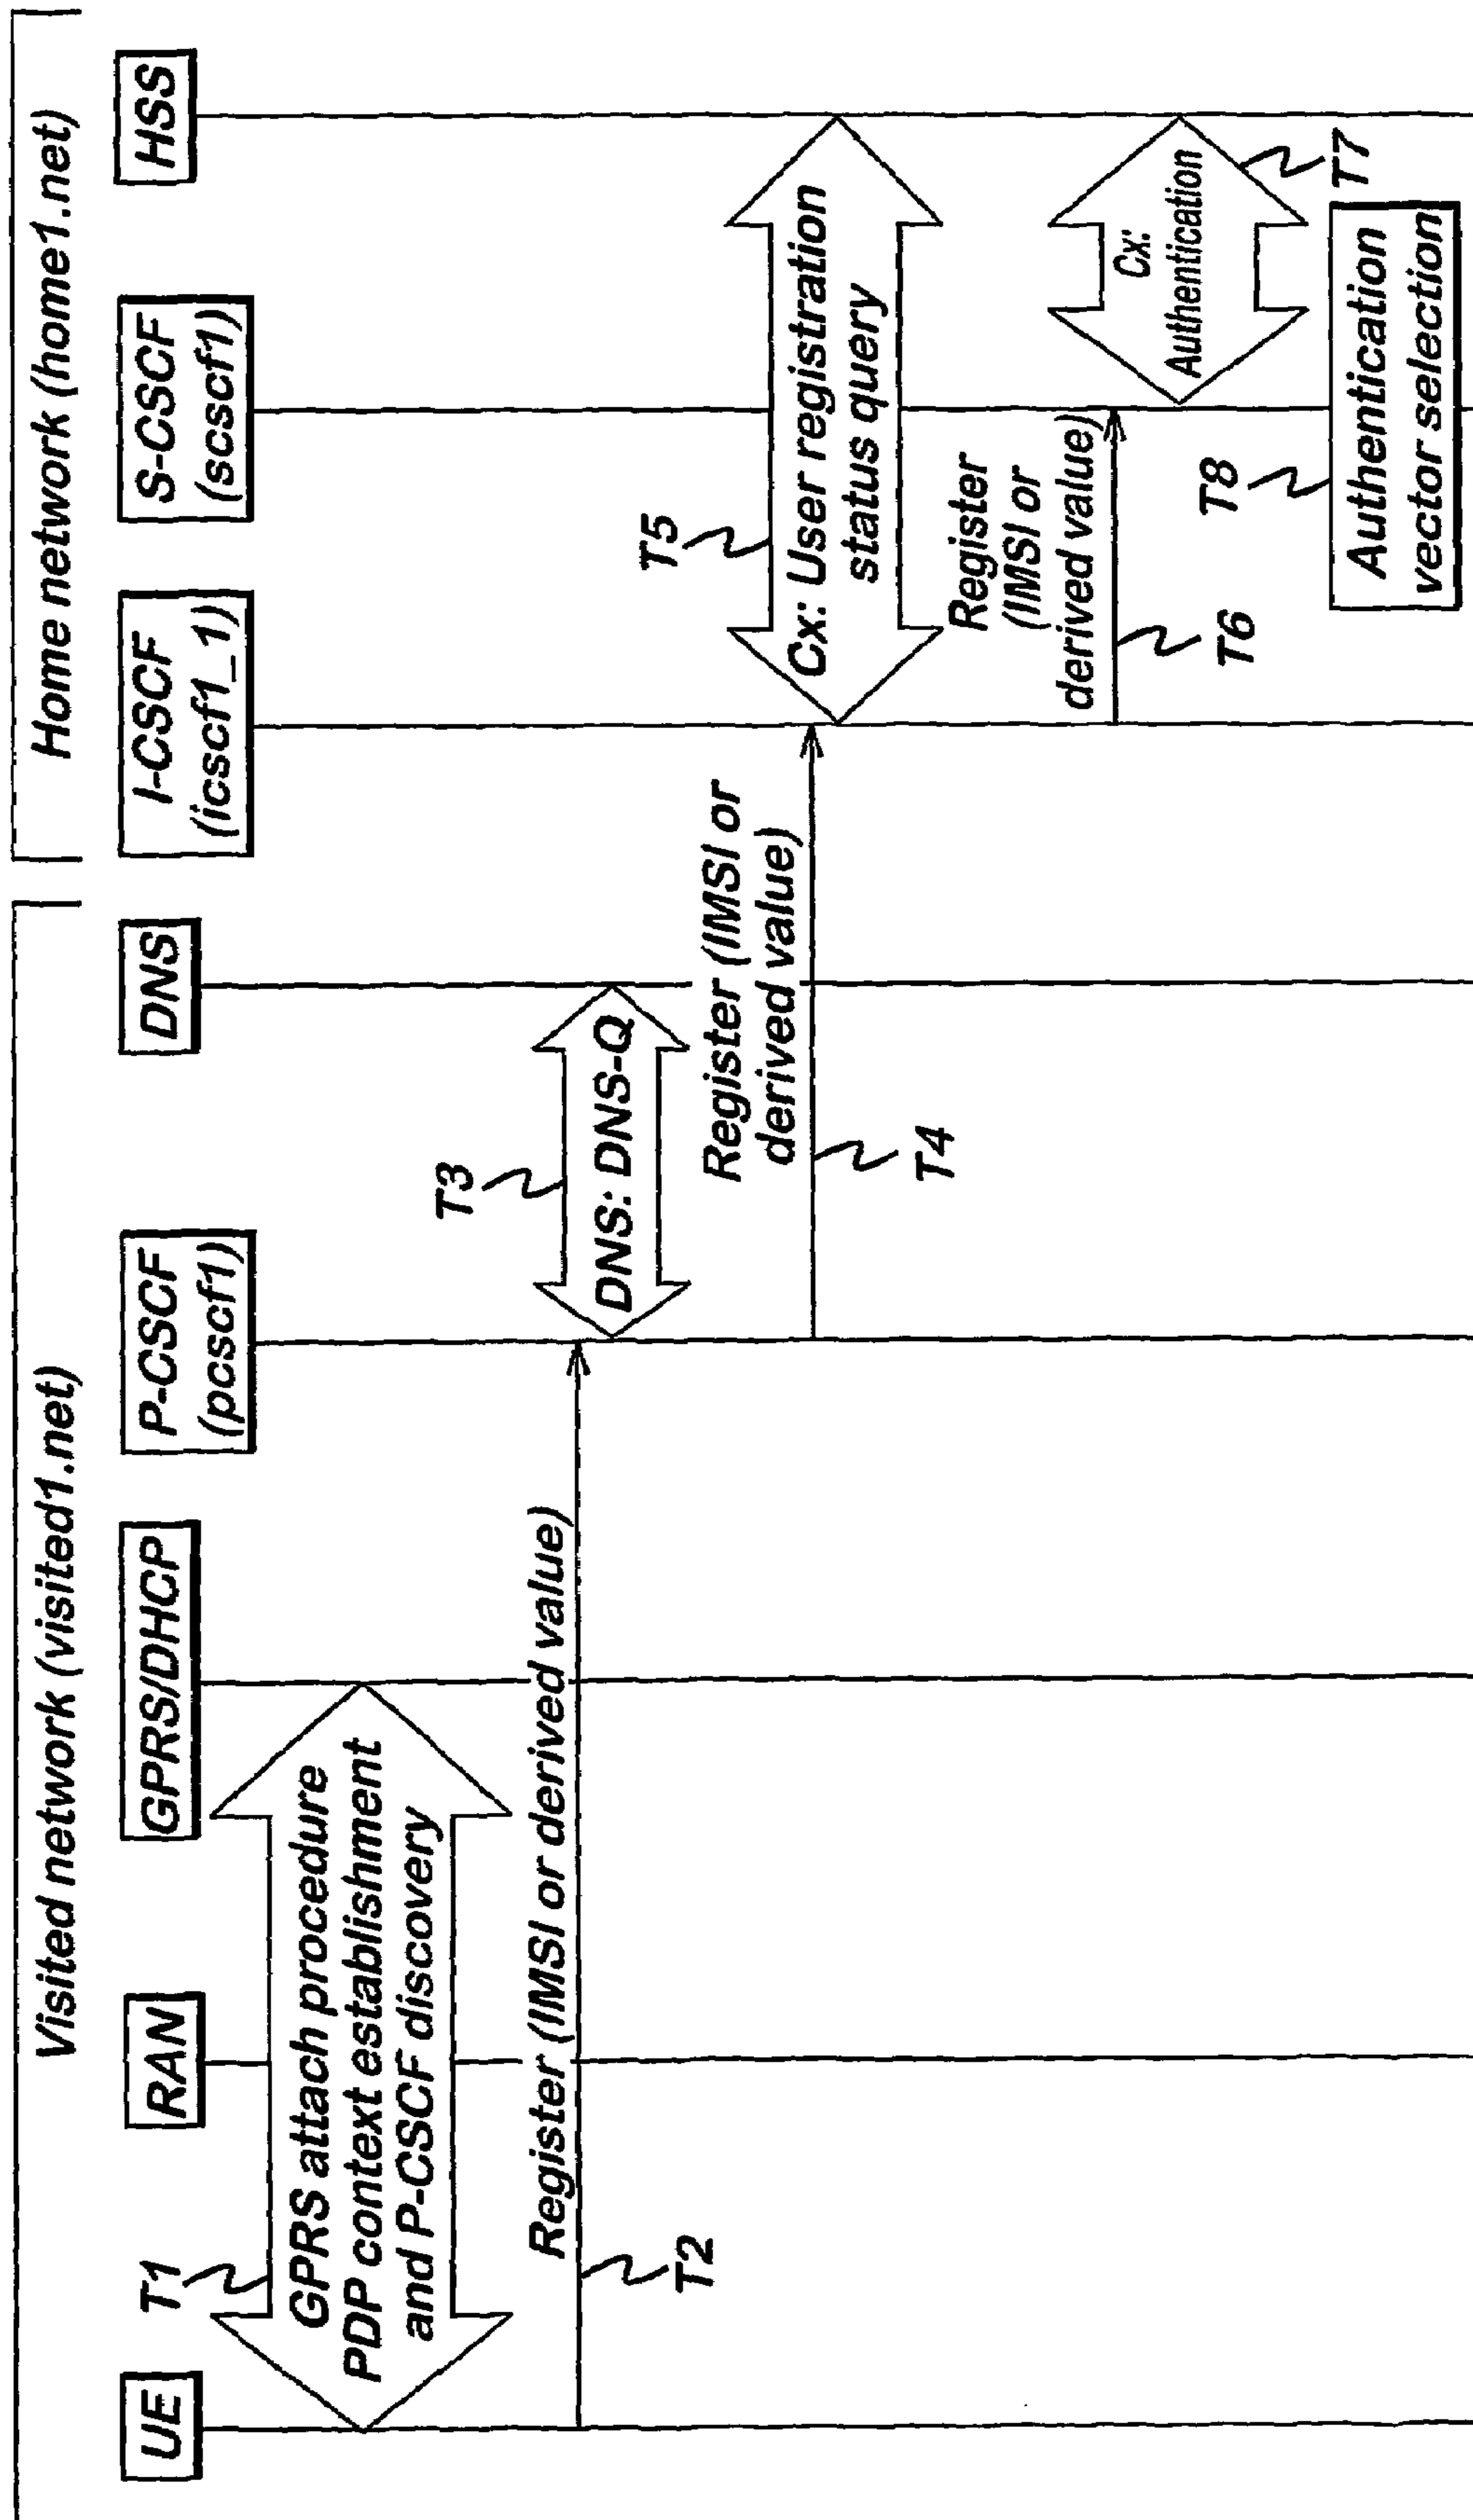 Visited network (visited1.net)
Home network (home1.net)
UE
RAN
GPRS/DHCP
P-CSCF
(pcscf1)
DNS
I-CSCF
(icscf1_1)
S-CSCF
(scscf1)
HSS
T1
GPRS attach procedure
PDP context establishment
and P-CSCF discovery
Register (IMSI or derived value)
T2
T3
DNS: DNS-Q
Register (IMSI or
derived value)
T4
T5
Cx: User registration
status query
Register
(IMSI or
derived value)
T6
Cx:
Authentication
T7
T8
Authentication
vector selection